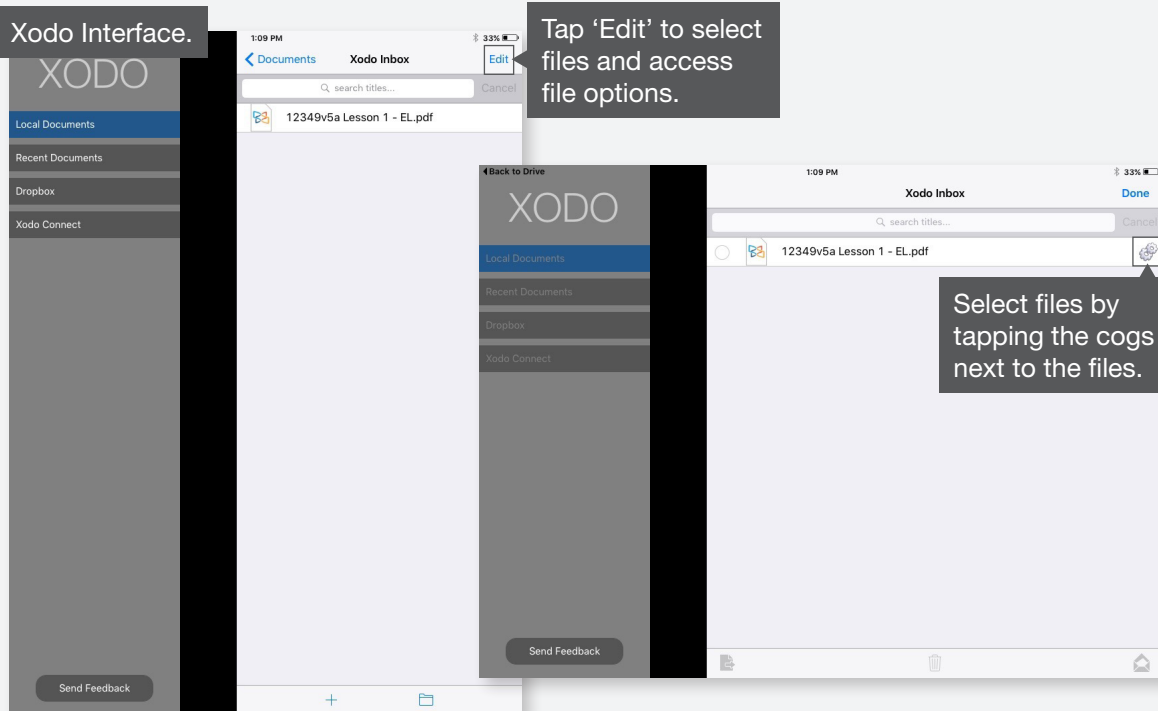 Xodo Interface.
XODO
Local Documents
Recent Documents
Dropbox
Xodo Connect
Send Feedback
1:09 PM
33%
Documents
Xodo Inbox
Edit
search titles...
Cancel
12349v5a Lesson 1 - EL.pdf
Tap ‘Edit’ to select
files and access
file options.
Back to Drive
XODO
Local Documents
Recent Documents
Dropbox
Xodo Connect
Send Feedback
1:09 PM
33%
Xodo Inbox
Done
search titles...
Cancel
12349v5a Lesson 1 - EL.pdf
Select files by
tapping the cogs
next to the files.